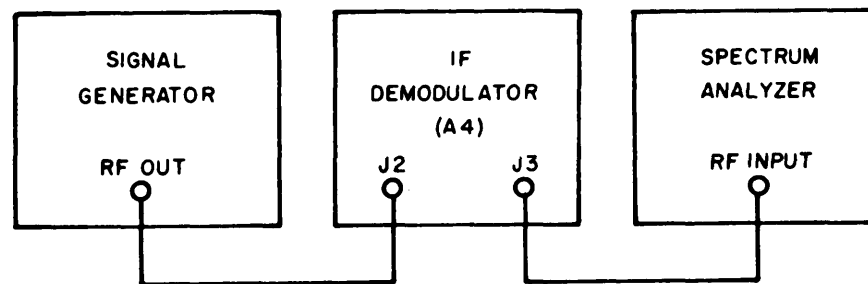 SIGNAL
GENERATOR
RF OUT
IF
DEMODULATOR
(A4)
J2
J3
SPECTRUM
ANALYZER
RF INPUT